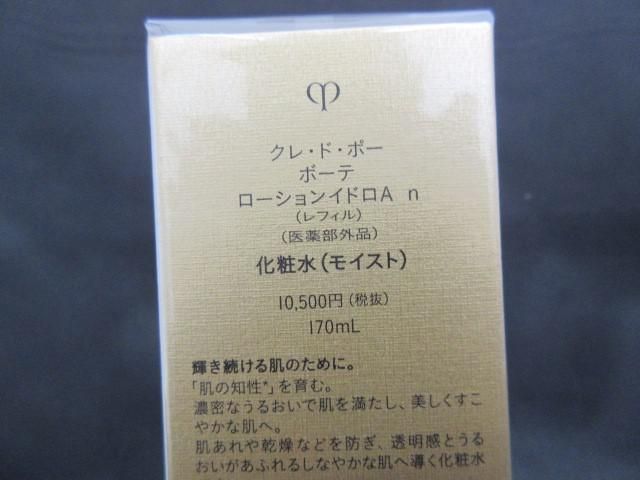 クレ・ド・ポー
ボーテ
ローションイドロA n
（レフィル）
（医薬部外品）
化粧水（モイスト）
10,500円（税抜）
170mL
輝き続ける肌のために。
「肌の知性*」を育む。
濃密なうるおいで肌を満たし、美しくすこ
やかな肌へ。
肌あれや乾燥などを防ぎ、透明感とうる
おいがあふれるしなやかな肌へ導く化粧水